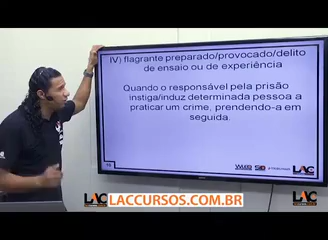 IV) flagrante preparado/provocado/delito
de ensaio ou de experiência
Quando o responsável pela prisão
instiga/induz determinada pessoa a
praticar um crime, prendendo-a em
seguida.
LAC
LAC
LACCURSOS.COM.BR